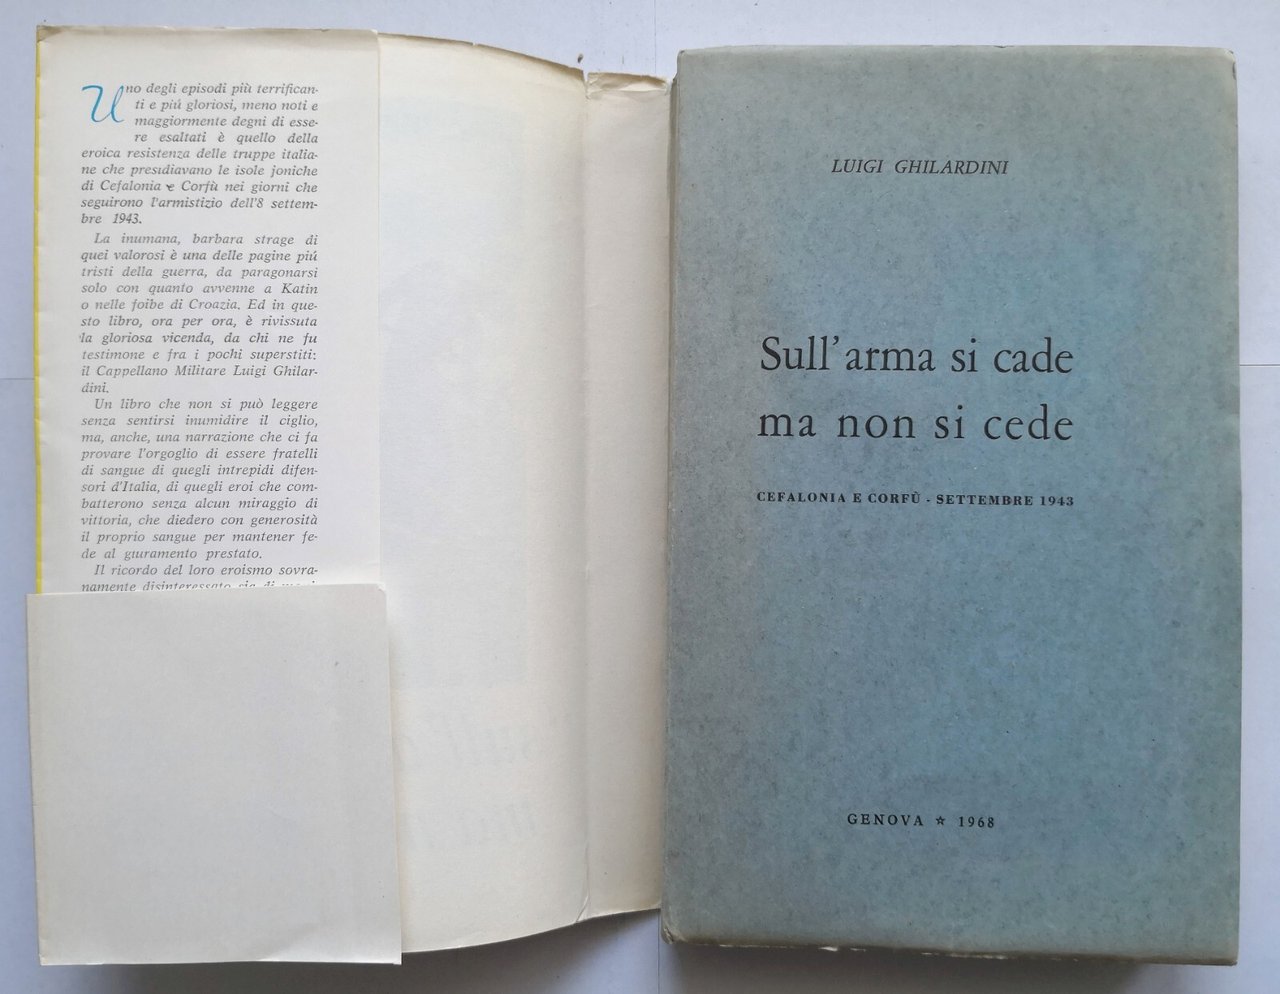 Uno degli episodi più terrifican-
ti e piú gloriosi, meno noti e
maggiormente degni di esse-
re esaltati è quello della
eroica resistenza delle truppe italia-
ne che presidiavano le isole joniche
di Cefalonia e Corfù nei giorni che
seguirono l'armistizio dell'8 settem-
bre 1943.
La inumana, barbara strage di
quei valorosi è una delle pagine piú
tristi della guerra, da paragonarsi
solo con quanto avvenne a Katin
o nelle foibe di Croazia. Ed in que-
sto libro, ora per ora, è rivissuta
la gloriosa vicenda, da chi ne fu
testimone e fra i pochi superstiti:
il Cappellano Militare Luigi Ghilar-
dini.
Un libro che non si può leggere
senza sentirsi inumidire il ciglio,
ma, anche, una narrazione che ci fa
provare l'orgoglio di essere fratelli
di sangue di quegli intrepidi difen-
sori d'Italia, di quegli eroi che com-
batterono senza alcun miraggio di
vittoria, che diedero con generosità
il proprio sangue per mantener fe-
de al giuramento prestato.
Il ricordo del loro eroismo sovra-
namente disinteressato sia di
LUIGI GHILARDINI
Sull'arma si cade
ma non si cede
CEFALONIA E CORFÙ - SETTEMBRE 1943
GENOVA ☆ 1968